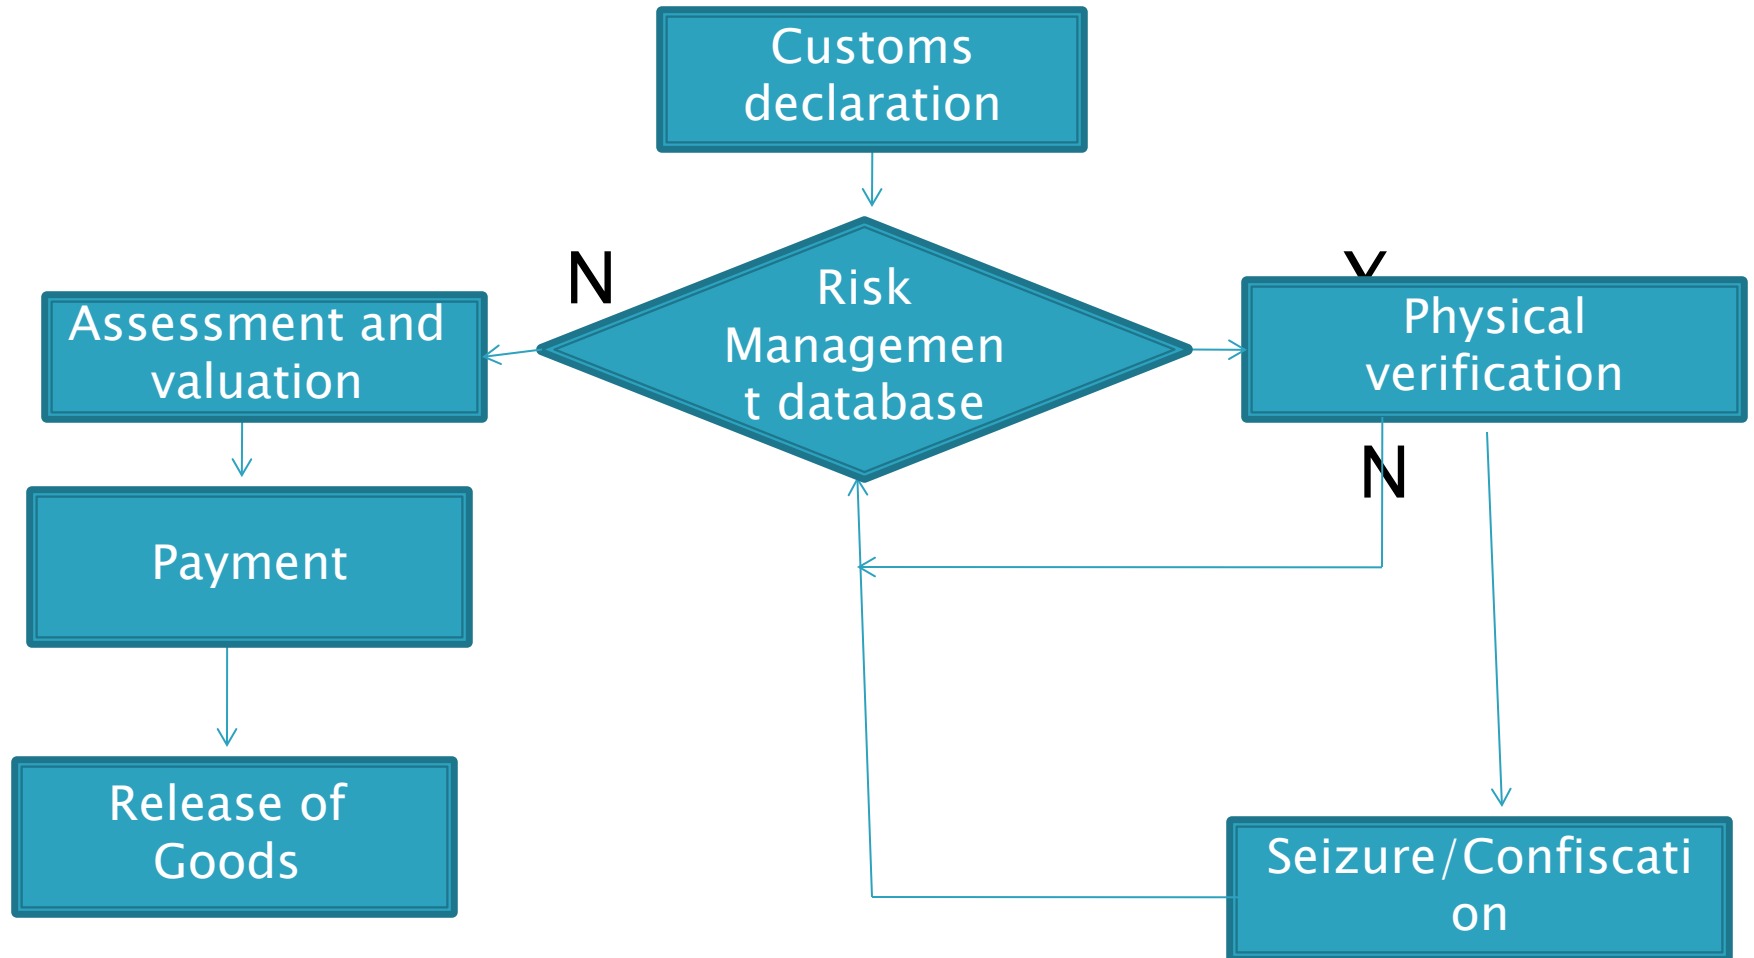 Customs
declaration
N
Y
Risk
Managemen
t database
Assessment and
valuation
Physical
verification
N
Payment
Release of
Goods
Seizure/Confiscati
on